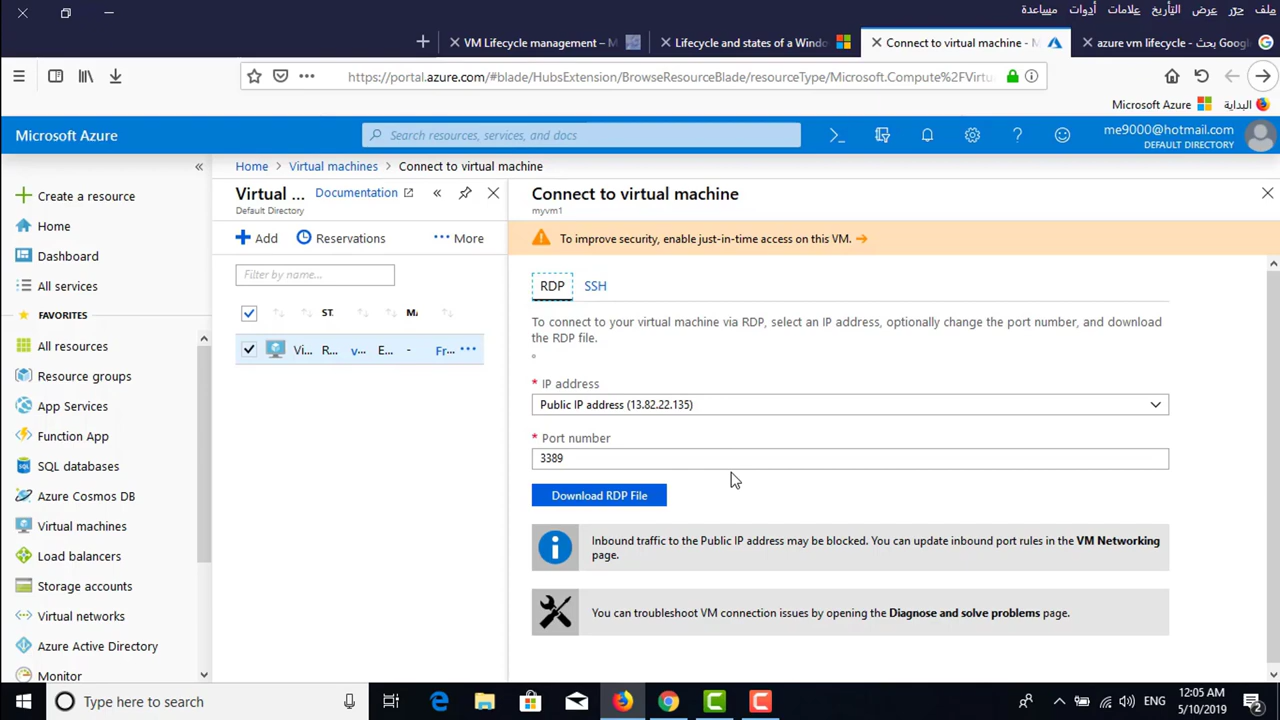 ملف حرّر عرض التأريخ علامات أدوات مساعدة
VM Lifecycle management – M
Lifecycle and states of a Windo
Connect to virtual machine - M
azure vm lifecycle - بحث Googl
https://portal.azure.com/#blade/HubsExtension/BrowseResourceBlade/resourceType/Microsoft.Compute%2FVirtu
Microsoft Azure
البداية
Microsoft Azure
Search resources, services, and docs
me9000@hotmail.com
DEFAULT DIRECTORY
Home
Virtual machines
Connect to virtual machine
Create a resource
Home
Dashboard
All services
FAVORITES
All resources
Resource groups
App Services
Function App
SQL databases
Azure Cosmos DB
Virtual machines
Load balancers
Storage accounts
Virtual networks
Azure Active Directory
Monitor
Virtual ...
Documentation
Default Directory
Add
Reservations
More
Filter by name...
ST.
Vi... R... v... E... - Fr...
Connect to virtual machine
myvm1
To improve security, enable just-in-time access on this VM.
RDP SSH
To connect to your virtual machine via RDP, select an IP address, optionally change the port number, and download
the RDP file.
* IP address
Public IP address (13.82.22.135)
* Port number
3389
Download RDP File
Inbound traffic to the Public IP address may be blocked. You can update inbound port rules in the VM Networking
page.
You can troubleshoot VM connection issues by opening the Diagnose and solve problems page.
Type here to search
ENG
12:05 AM
5/10/2019
2